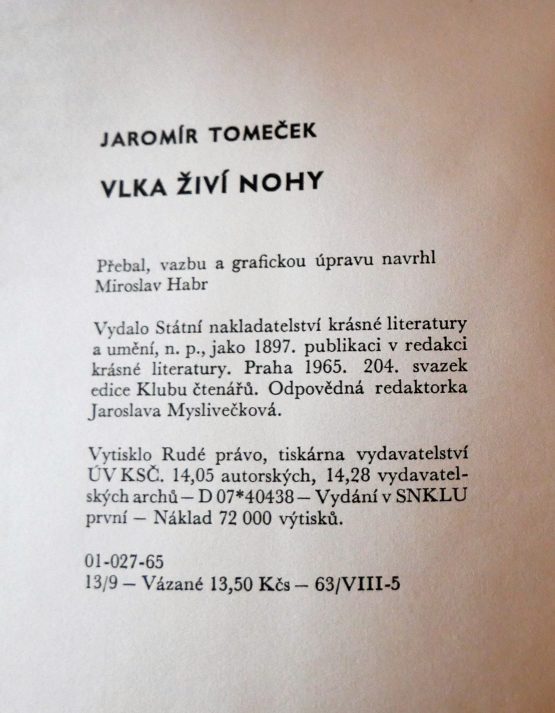 JAROMÍR TOMEČEK
VLKA ŽIVÍ NOHY
Přebal, vazbu a grafickou úpravu navrhl
Miroslav Habr
Vydalo Státní nakladatelství krásné literatury
a umění, n. p., jako 1897. publikaci v redakci
krásné literatury. Praha 1965. 204. svazek
edice Klubu čtenářů. Odpovědná redaktorka
Jaroslava Myslivečková.
Vytisklo Rudé právo, tiskárna vydavatelství
ÚV KSČ. 14,05 autorských, 14,28 vydavatel-
ských archů – D 07*40438 – Vydání v SNKLU
první – Náklad 72 000 výtisků.
01-027-65
13/9 – Vázané 13,50 Kčs – 63/VIII-5